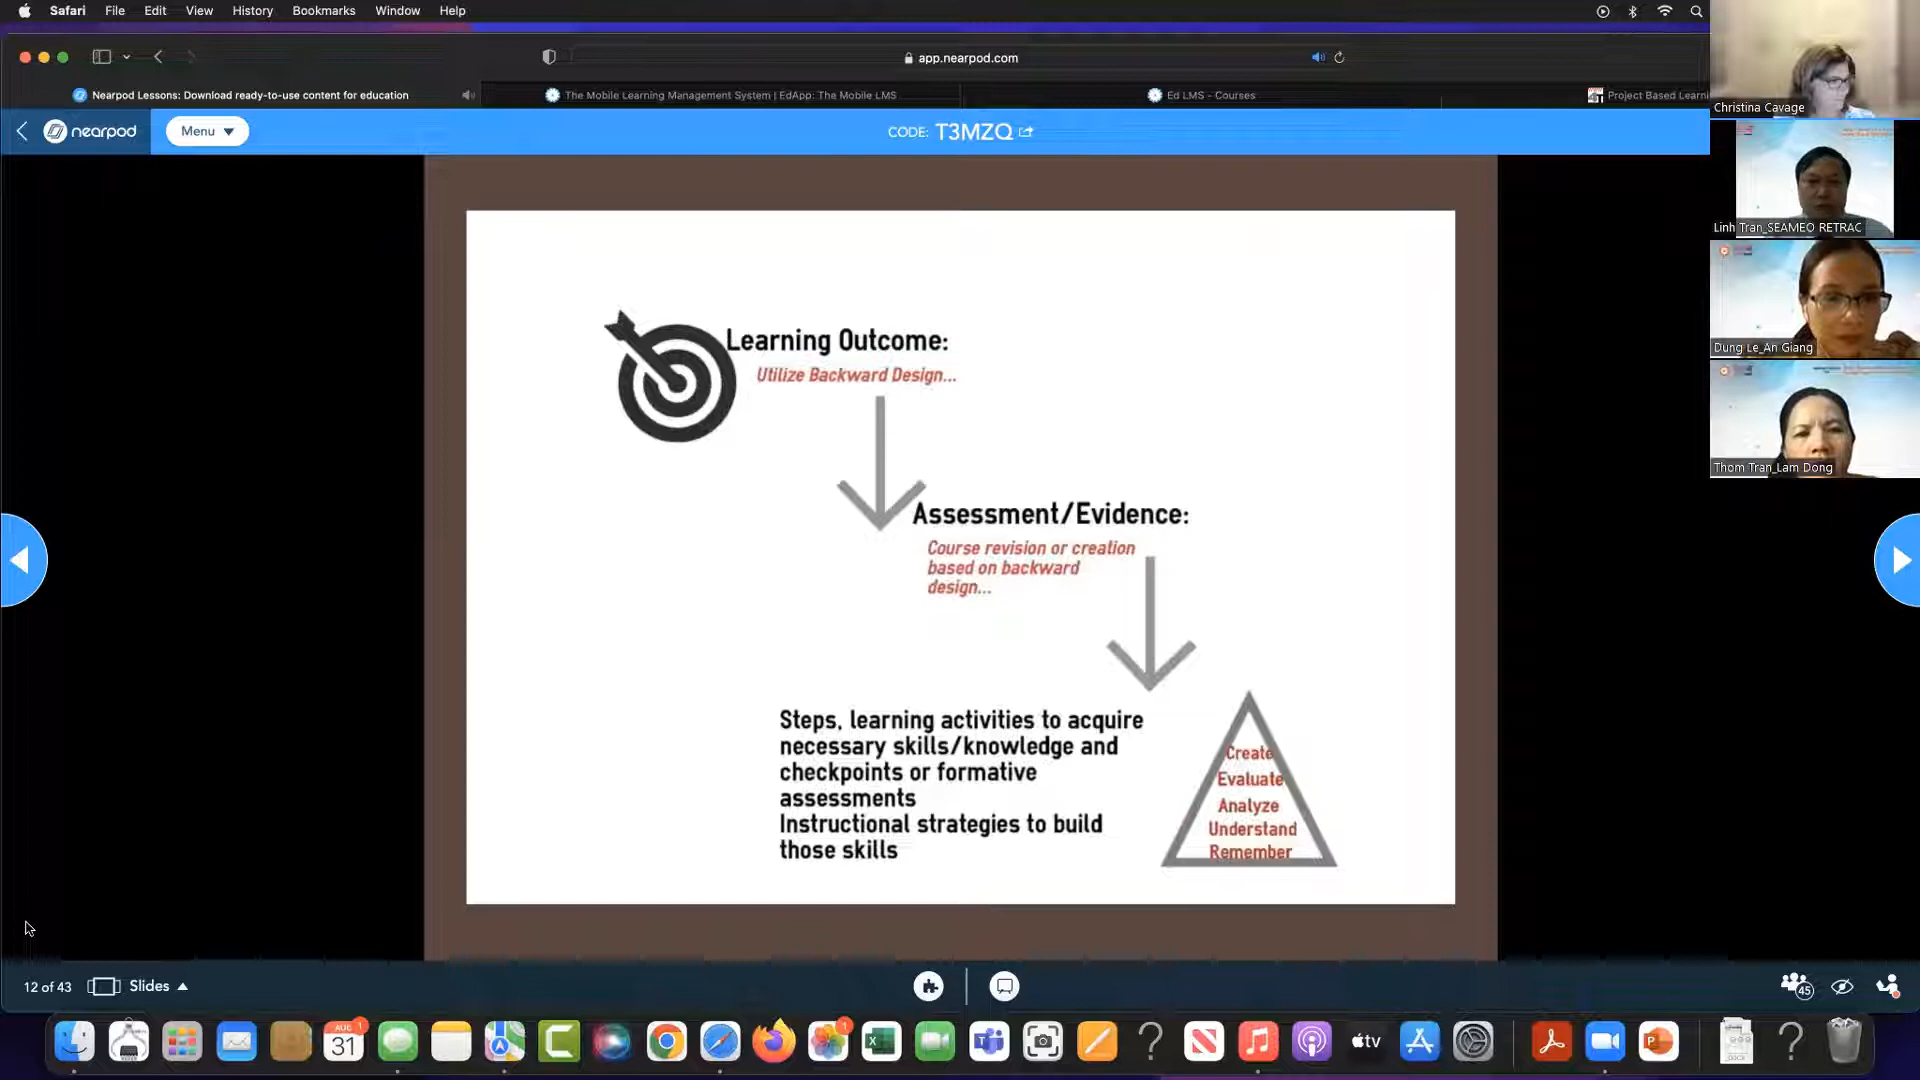 Safari File Edit View History Bookmarks Window Help
app.nearpod.com
Nearpod Lessons: Download ready-to-use content for education
The Mobile Learning Management System | EdApp: The Mobile LMS
Ed LMS - Courses
Project Based Learni
nearpod
Menu
CODE: T3MZQ
Christina Cavage
Linh Tran_SEAMEO RETRAC
Dung Le_An Giang
Thom Tran_Lam Dong
Learning Outcome:
Utilize Backward Design...
Assessment/Evidence:
Course revision or creation
based on backward
design...
Steps, learning activities to acquire
necessary skills/knowledge and
checkpoints or formative
assessments
Instructional strategies to build
those skills
Create
Evaluate
Analyze
Understand
Remember
12 of 43
Slides
45
AUG
31
1
1
tv
DOCX